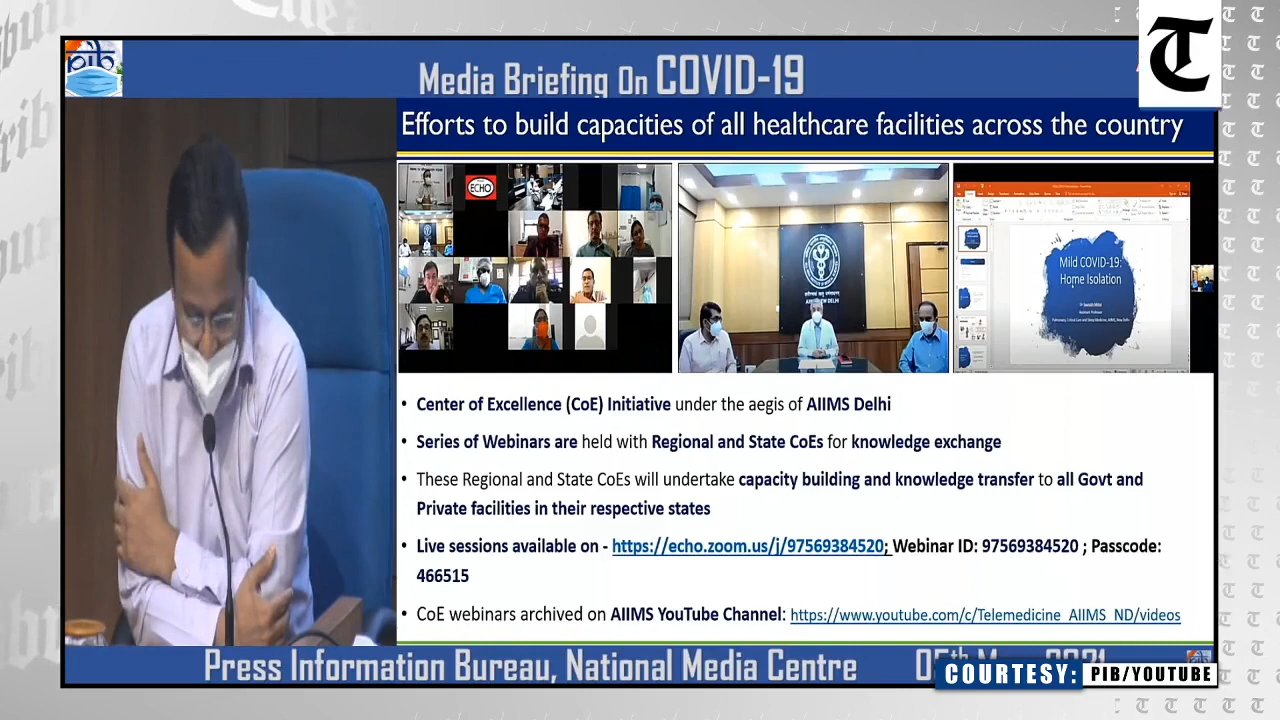 pib
Media Briefing On COVID-19
Efforts to build capacities of all healthcare facilities across the country
ECHO
Mild COVID-19:
Home Isolation
• Center of Excellence (CoE) Initiative under the aegis of AIIMS Delhi
• Series of Webinars are held with Regional and State CoEs for knowledge exchange
• These Regional and State CoEs will undertake capacity building and knowledge transfer to all Govt and
Private facilities in their respective states
• Live sessions available on - https://echo.zoom.us/j/97569384520; Webinar ID: 97569384520 ; Passcode:
466515
• CoE webinars archived on AIIMS YouTube Channel: https://www.youtube.com/c/Telemedicine_AIIMS_ND/videos
Press Information Bureau, National Media Centre
COURTESY: PIB/YOUTUBE